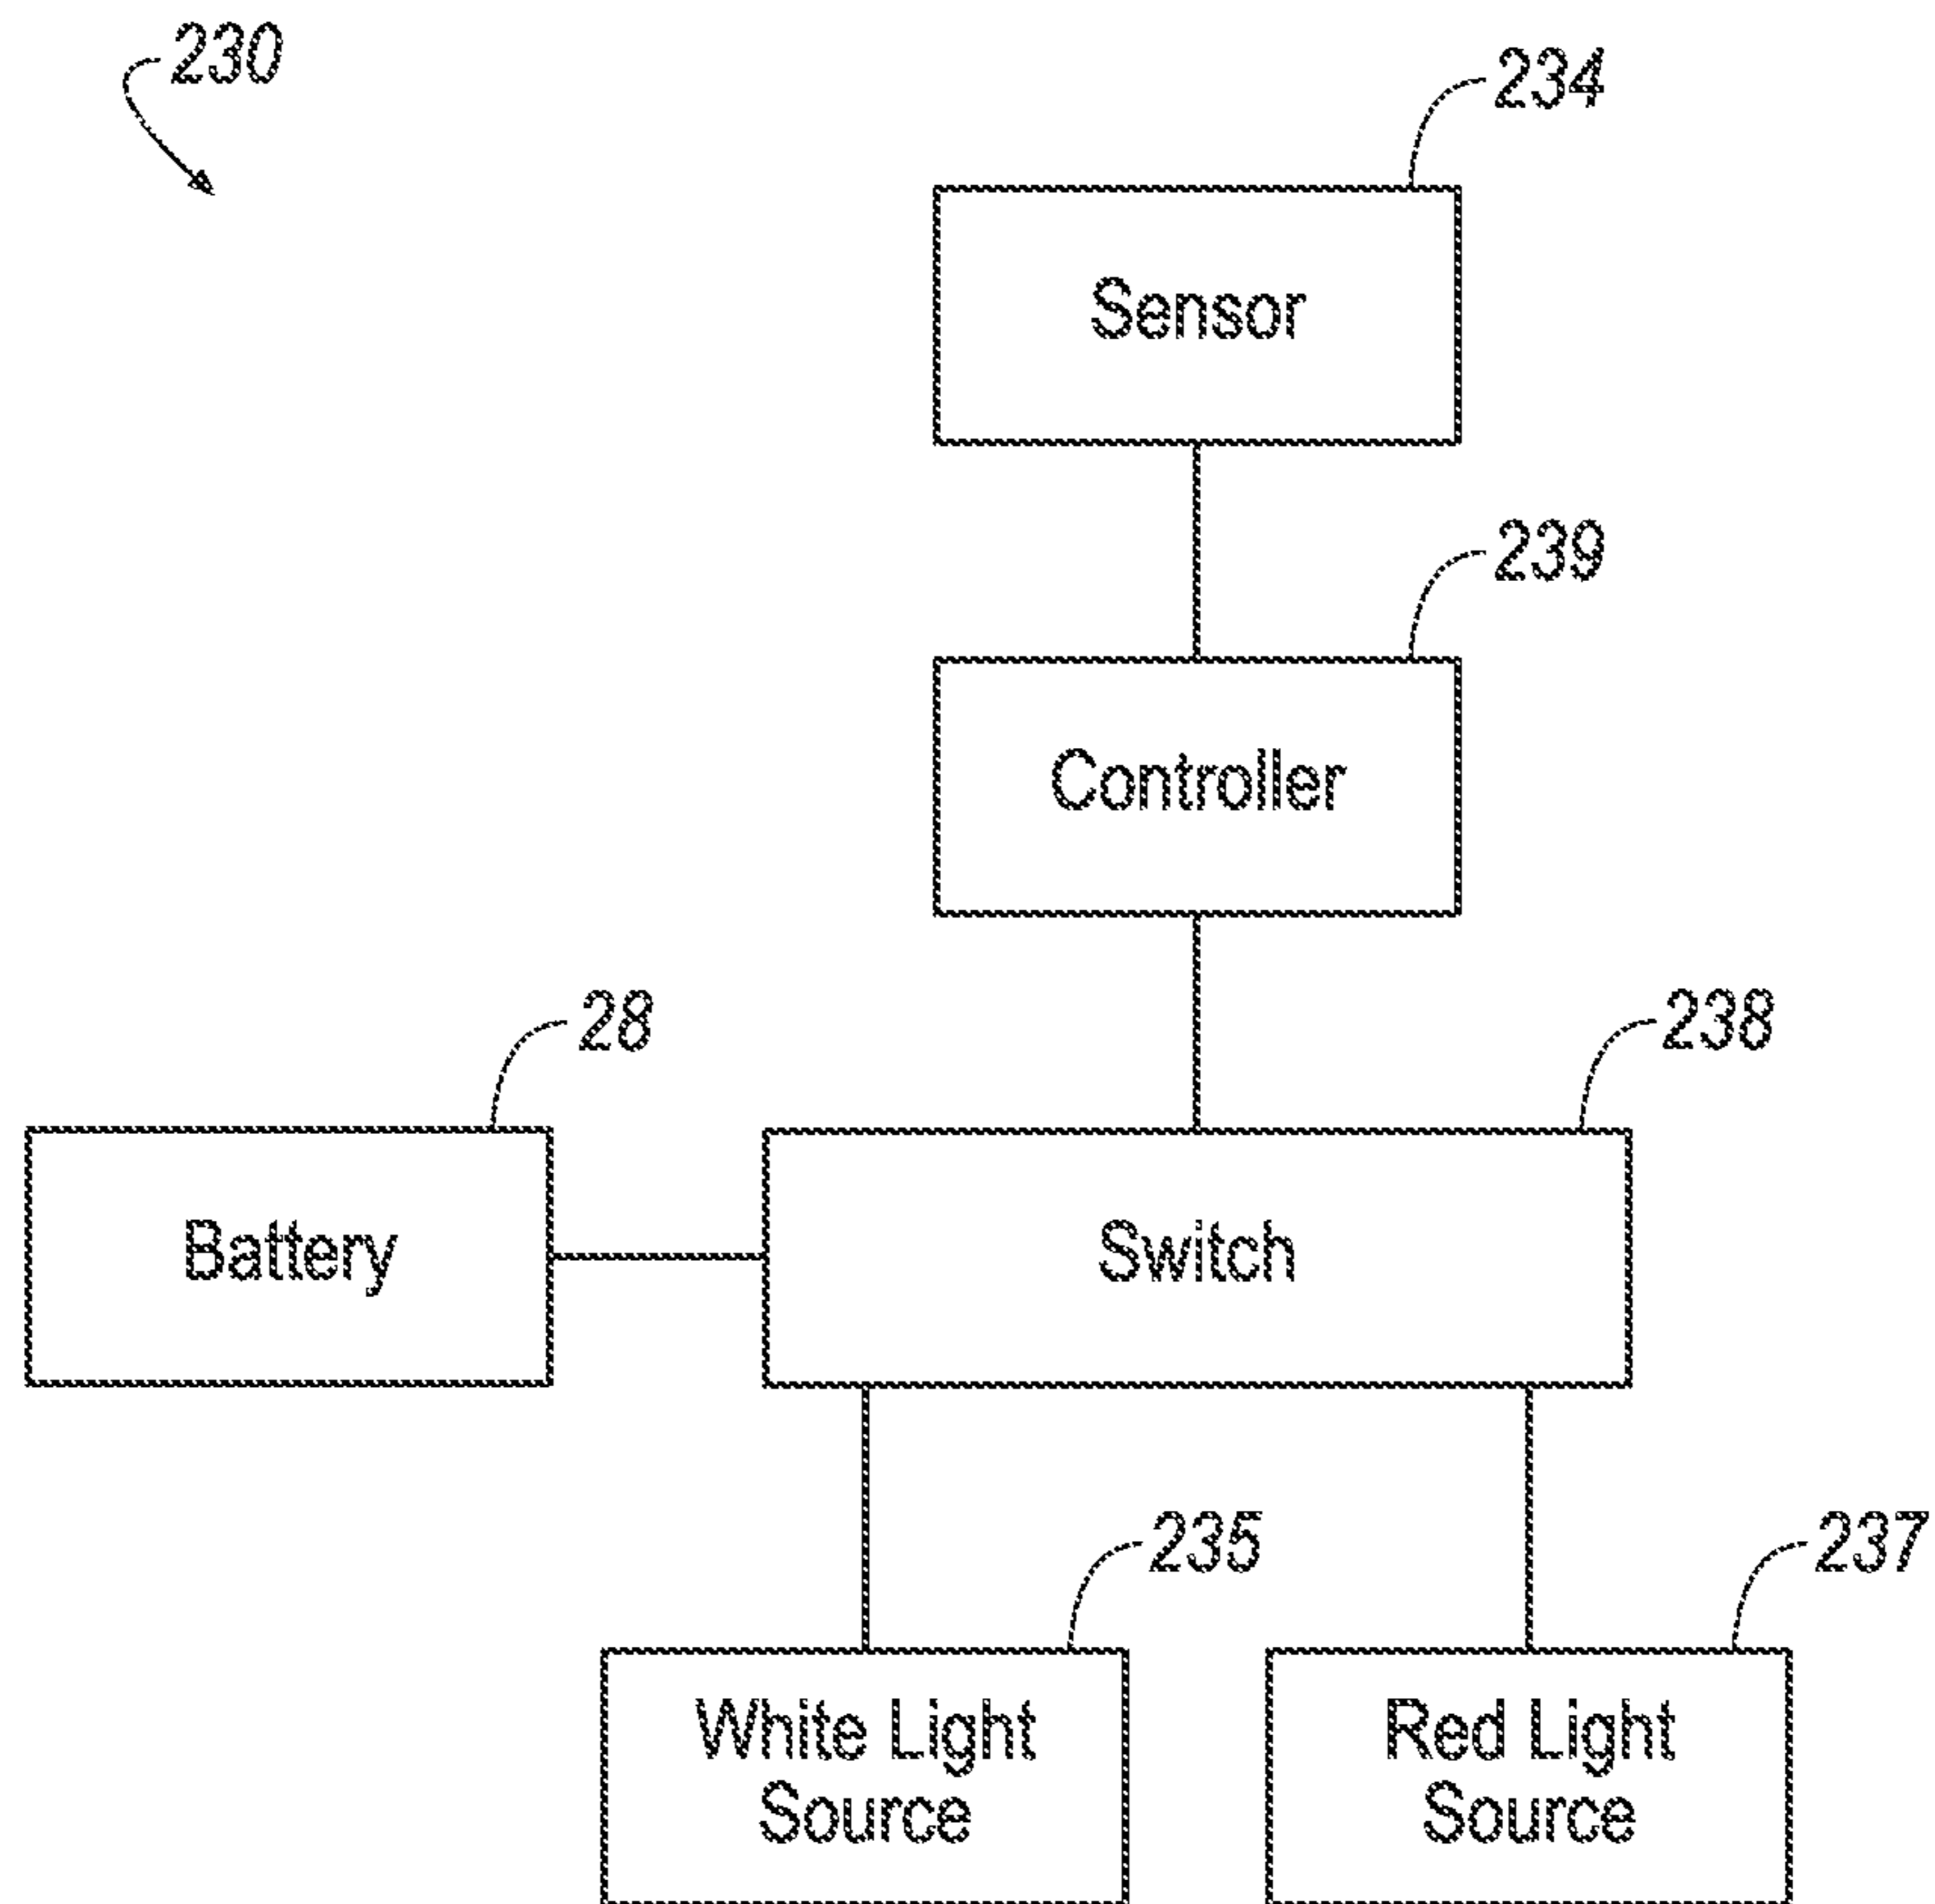 230
234
Sensor
239
Controller
28
238
Battery
Switch
235
237
White Light
Source
Red Light
Source